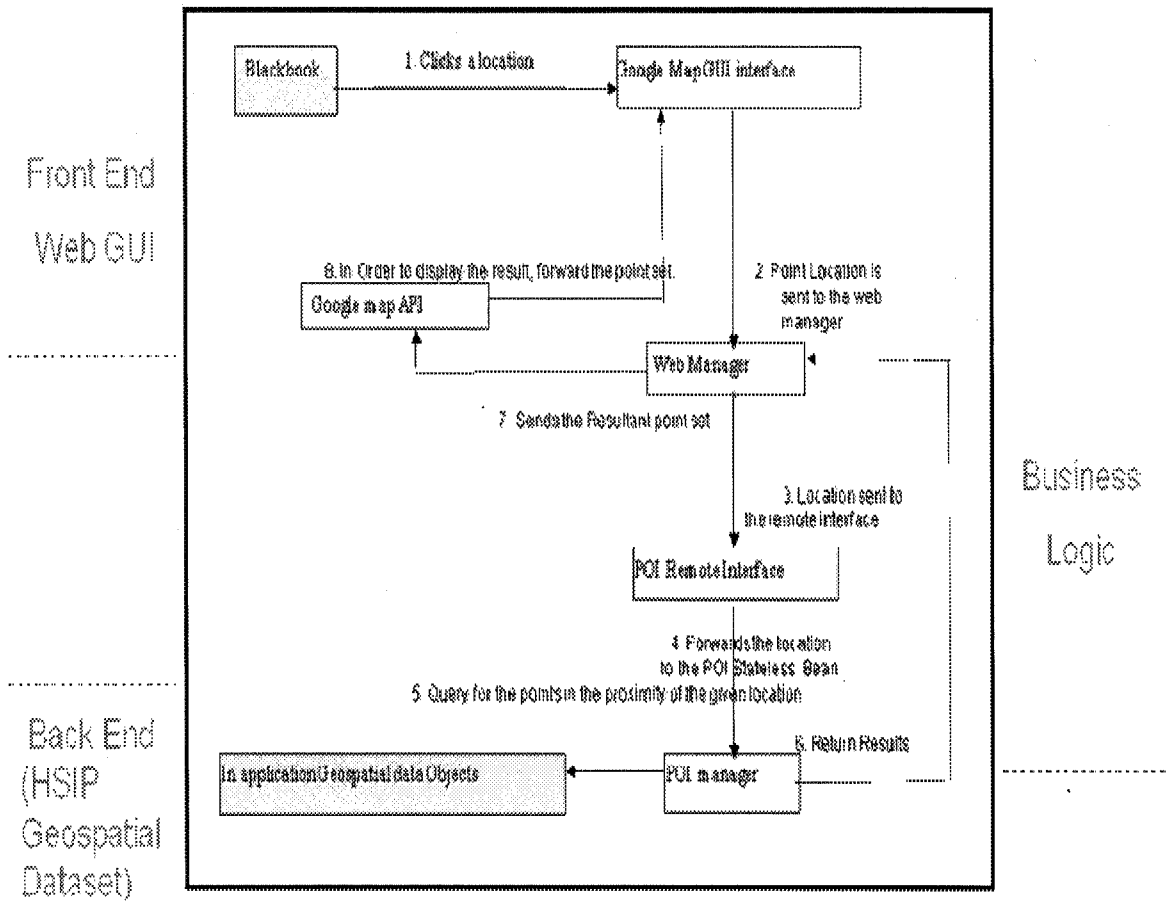 Blackbook
1. Clicks a location
Google Map GUI interface
Front End
Web GUI
8. In Order to display the result, forward the point set.
Google map API
2. Point Location is
sent to the web
manager
Web Manager
7. Sends the Resultant point set
3. Location sent to
the remote interface
Business
Logic
POI Remote Interface
4. Forwards the location
to the POI Stateless Bean
5. Query for the points in the proximity of the given location
Back End
(HSIP
Geospatial
Dataset)
6. Return Results
In application Geospatial data Objects
POI manager